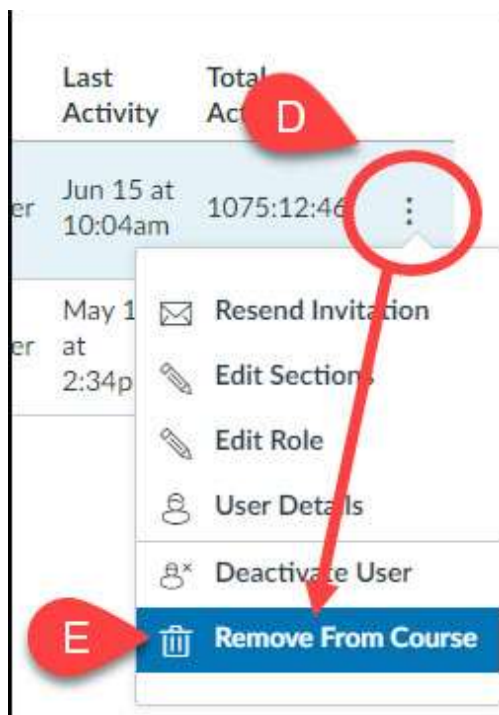 Last Total
Activity Act
D
er Jun 15 at 1075:12:46
10:04am
Resend Invitation
er May 1
at
2:34p
Edit Sections
Edit Role
User Details
Deactivate User
E Remove From Course